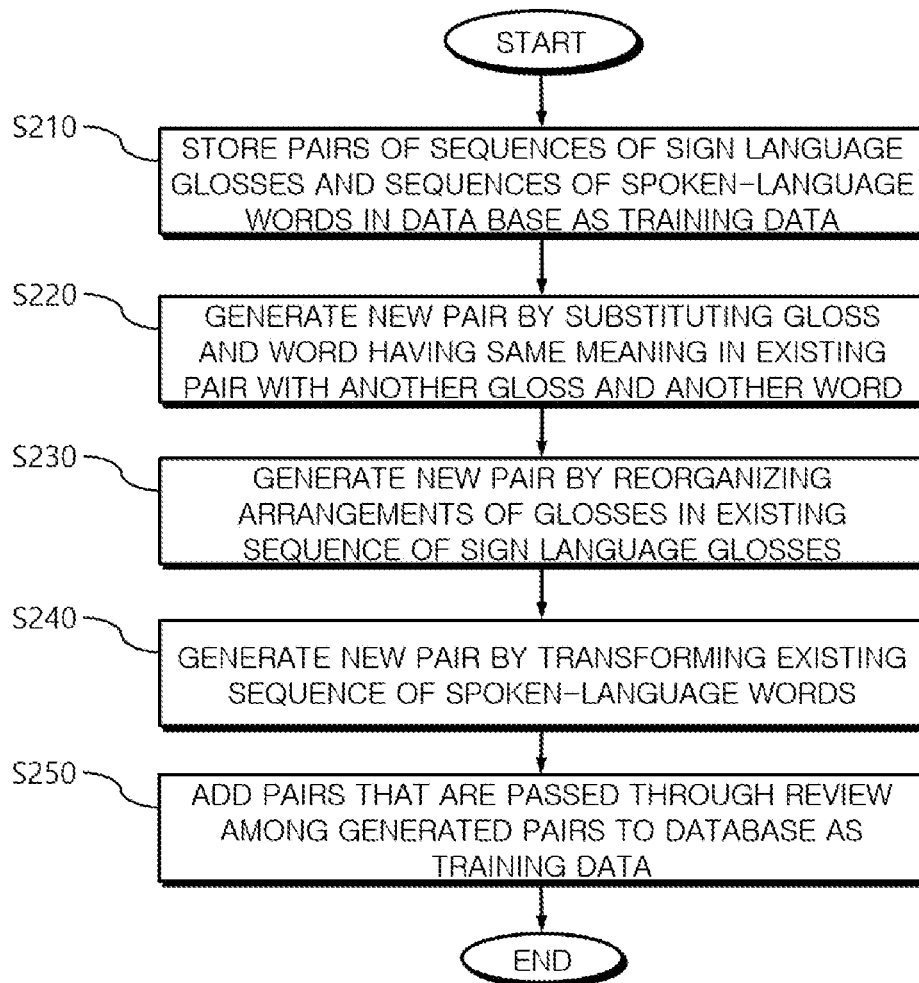 START
S210
STORE PAIRS OF SEQUENCES OF SIGN LANGUAGE
GLOSSES AND SEQUENCES OF SPOKEN-LANGUAGE
WORDS IN DATA BASE AS TRAINING DATA
S220
GENERATE NEW PAIR BY SUBSTITUTING GLOSS
AND WORD HAVING SAME MEANING IN EXISTING
PAIR WITH ANOTHER GLOSS AND ANOTHER WORD
S230
GENERATE NEW PAIR BY REORGANIZING
ARRANGEMENTS OF GLOSSES IN EXISTING
SEQUENCE OF SIGN LANGUAGE GLOSSES
S240
GENERATE NEW PAIR BY TRANSFORMING EXISTING
SEQUENCE OF SPOKEN-LANGUAGE WORDS
S250
ADD PAIRS THAT ARE PASSED THROUGH REVIEW
AMONG GENERATED PAIRS TO DATABASE AS
TRAINING DATA
END